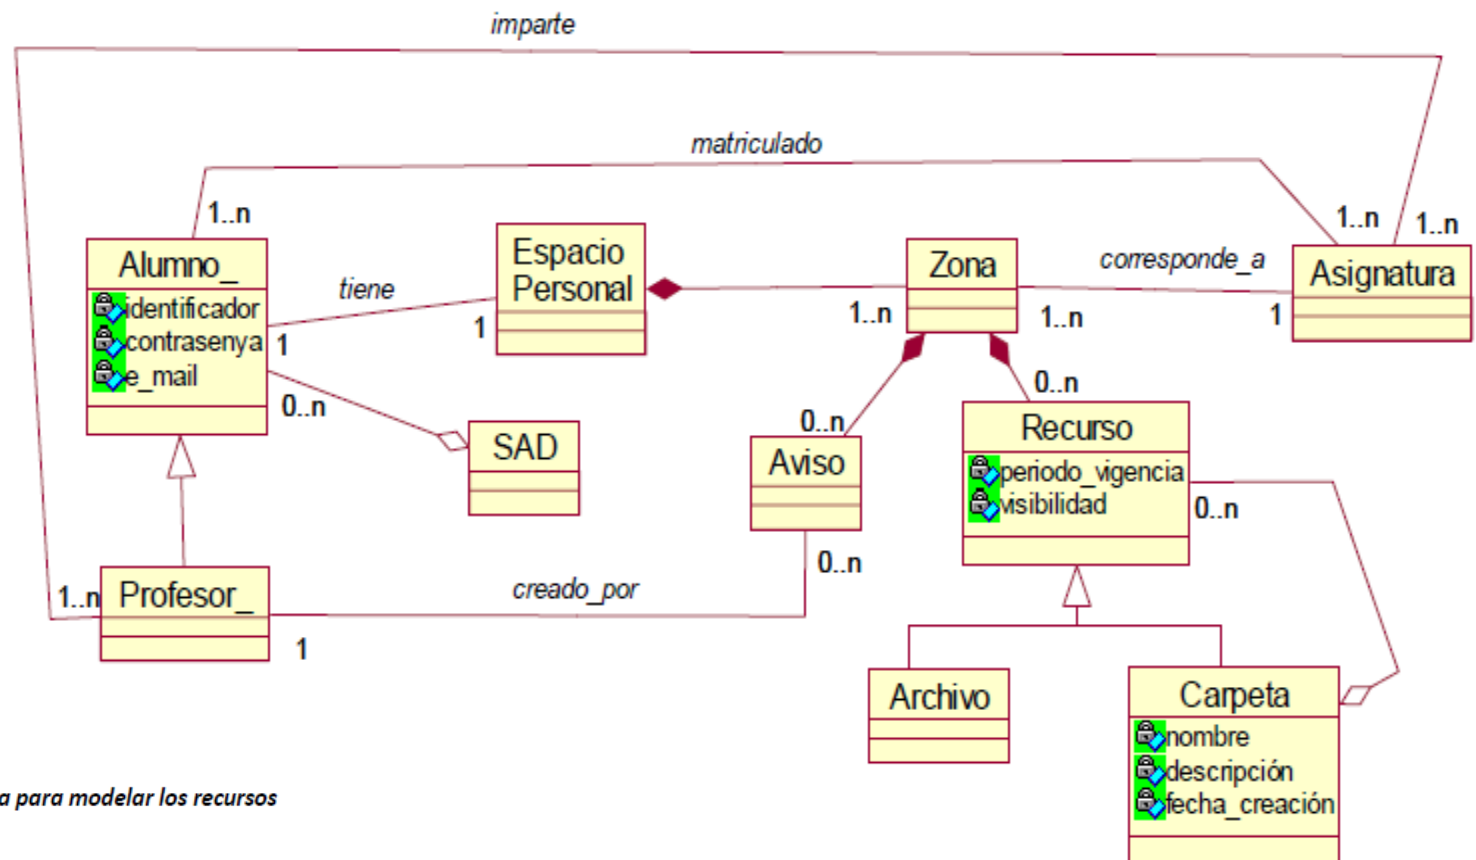 imparte
matriculado
1..n
1..n
1..n
Alumno_
identificador
contrasenya
e_mail
tiene
1
1
Espacio
Personal
1..n
Zona
1..n
corresponde_a
1
Asignatura
0..n
SAD
0..n
Aviso
0..n
Recurso
periodo_vigencia
visibilidad
0..n
1..n
Profesor_
1
creado_por
0..n
Archivo
Carpeta
nombre
descripción
fecha_creación
a para modelar los recursos